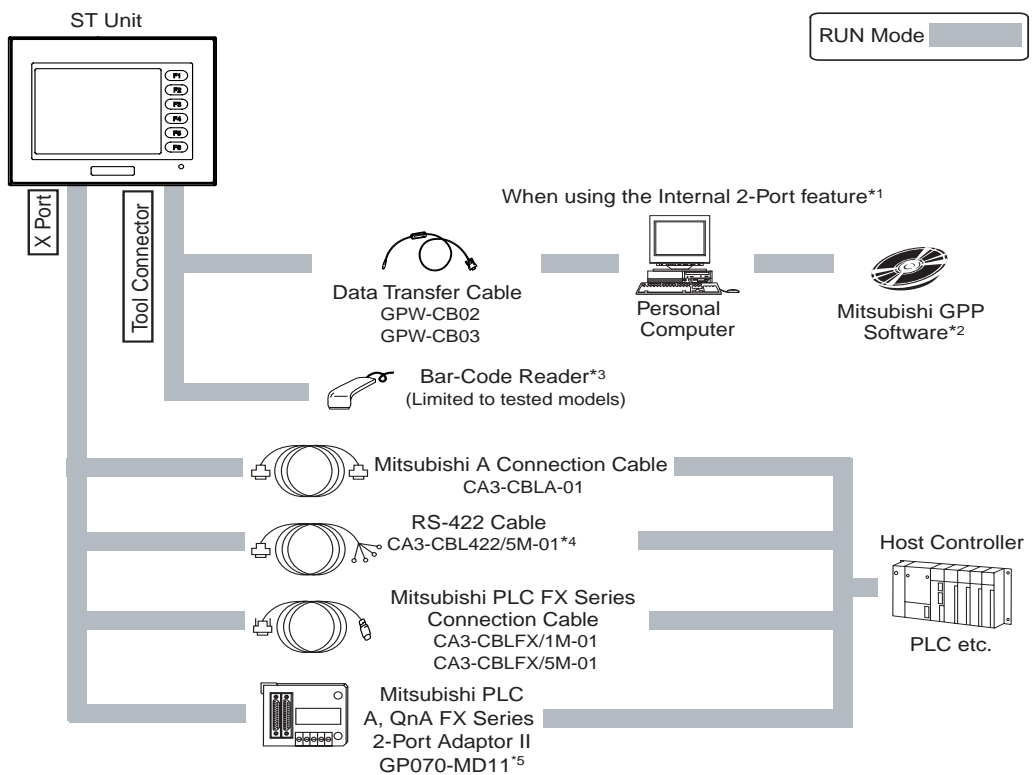 ST Unit
RUN Mode
F1
F2
F3
F4
F5
F6
X Port
Tool Connector
When using the Internal 2-Port feature*1
Data Transfer Cable
GPW-CB02
GPW-CB03
Personal
Computer
Mitsubishi GPP
Software*2
Bar-Code Reader*3
(Limited to tested models)
Mitsubishi A Connection Cable
CA3-CBLA-01
RS-422 Cable
CA3-CBL422/5M-01*4
Host Controller
PLC etc.
Mitsubishi PLC FX Series
Connection Cable
CA3-CBLFX/1M-01
CA3-CBLFX/5M-01
Mitsubishi PLC
A, QnA FX Series
2-Port Adaptor II
GP070-MD11*5